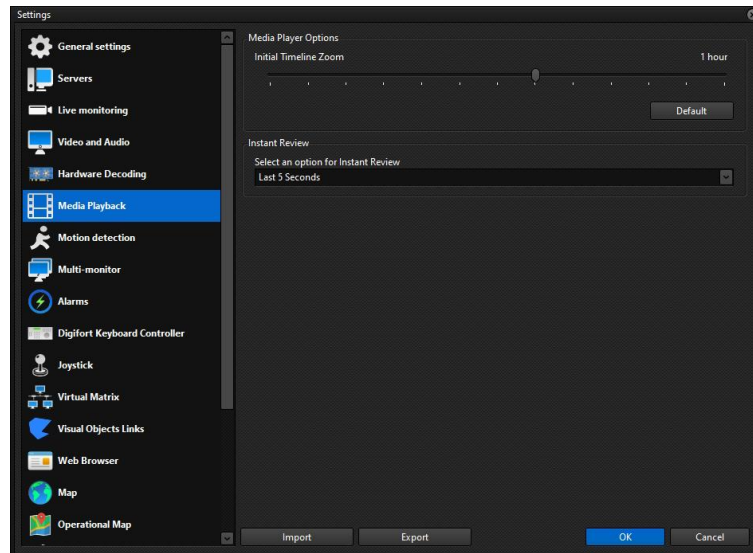 Settings
General settings
Servers
Live monitoring
Video and Audio
Hardware Decoding
Media Playback
Motion detection
Multi-monitor
Alarms
Digifort Keyboard Controller
Joystick
Virtual Matrix
Visual Objects Links
Web Browser
Map
Operational Map
Media Player Options
Initial Timeline Zoom 1 hour
Default
Instant Review
Select an option for Instant Review
Last 5 Seconds
Import Export OK Cancel